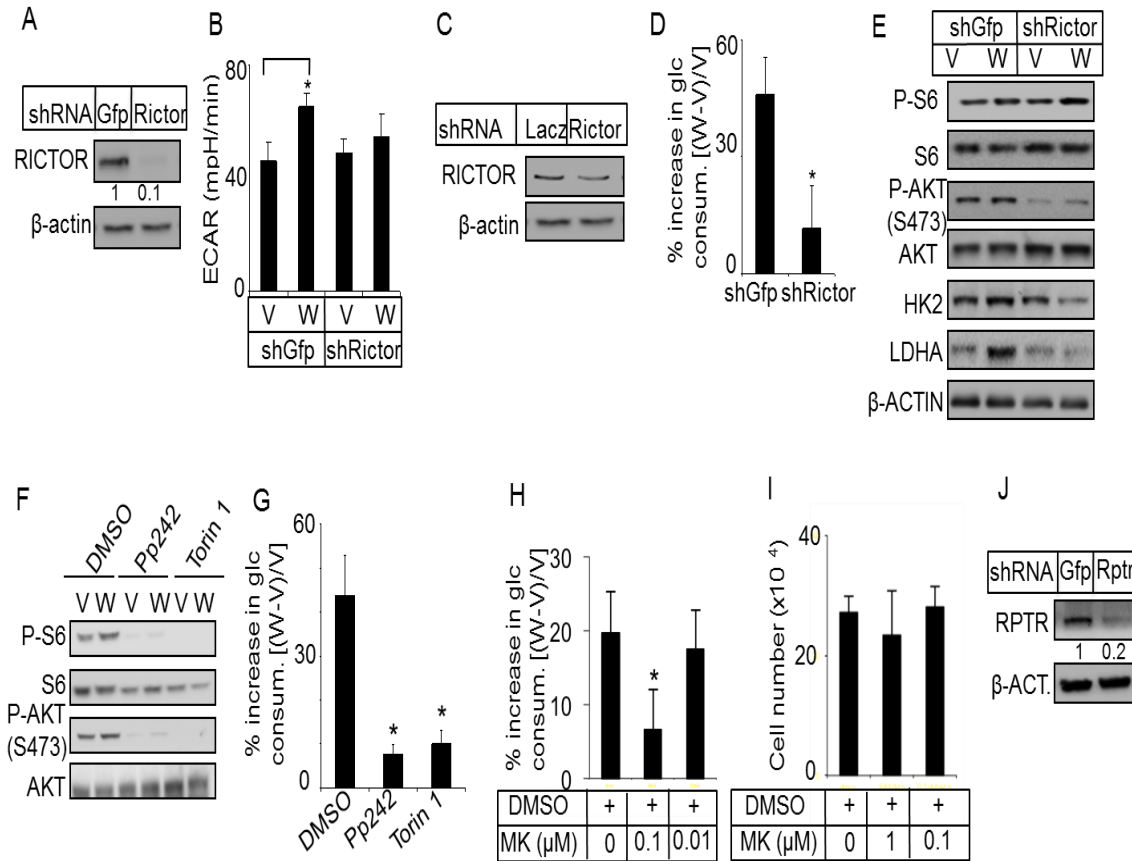 A
shRNA Gfp Rictor
RICTOR
1 0.1
β-actin
B
ECAR (mpH/min)
80
40
0
*
V W V W
shGfp shRictor
C
shRNA Lacz Rictor
RICTOR
β-actin
D
% increase in glc
consum. [(W-V)/V]
60
30
0
*
shGfp shRictor
E
shGfp shRictor
V W V W
P-S6
S6
P-AKT
(S473)
AKT
HK2
LDHA
β-ACTIN
F
DMSO Pp242 Torin 1
V W V W V W
P-S6
S6
P-AKT
(S473)
AKT
G
% increase in glc
consum. [(W-V)/V]
60
30
0
* *
DMSO Pp242 Torin 1
H
% increase in glc
consum. [(W-V)/V]
30
20
10
0
*
DMSO + + +
MK (µM) 0 0.1 0.01
I
Cell number (x10 ⁴)
40
20
0
DMSO + + +
MK (µM) 0 1 0.1
J
shRNA Gfp Rptr
RPTR
1 0.2
β-ACT.